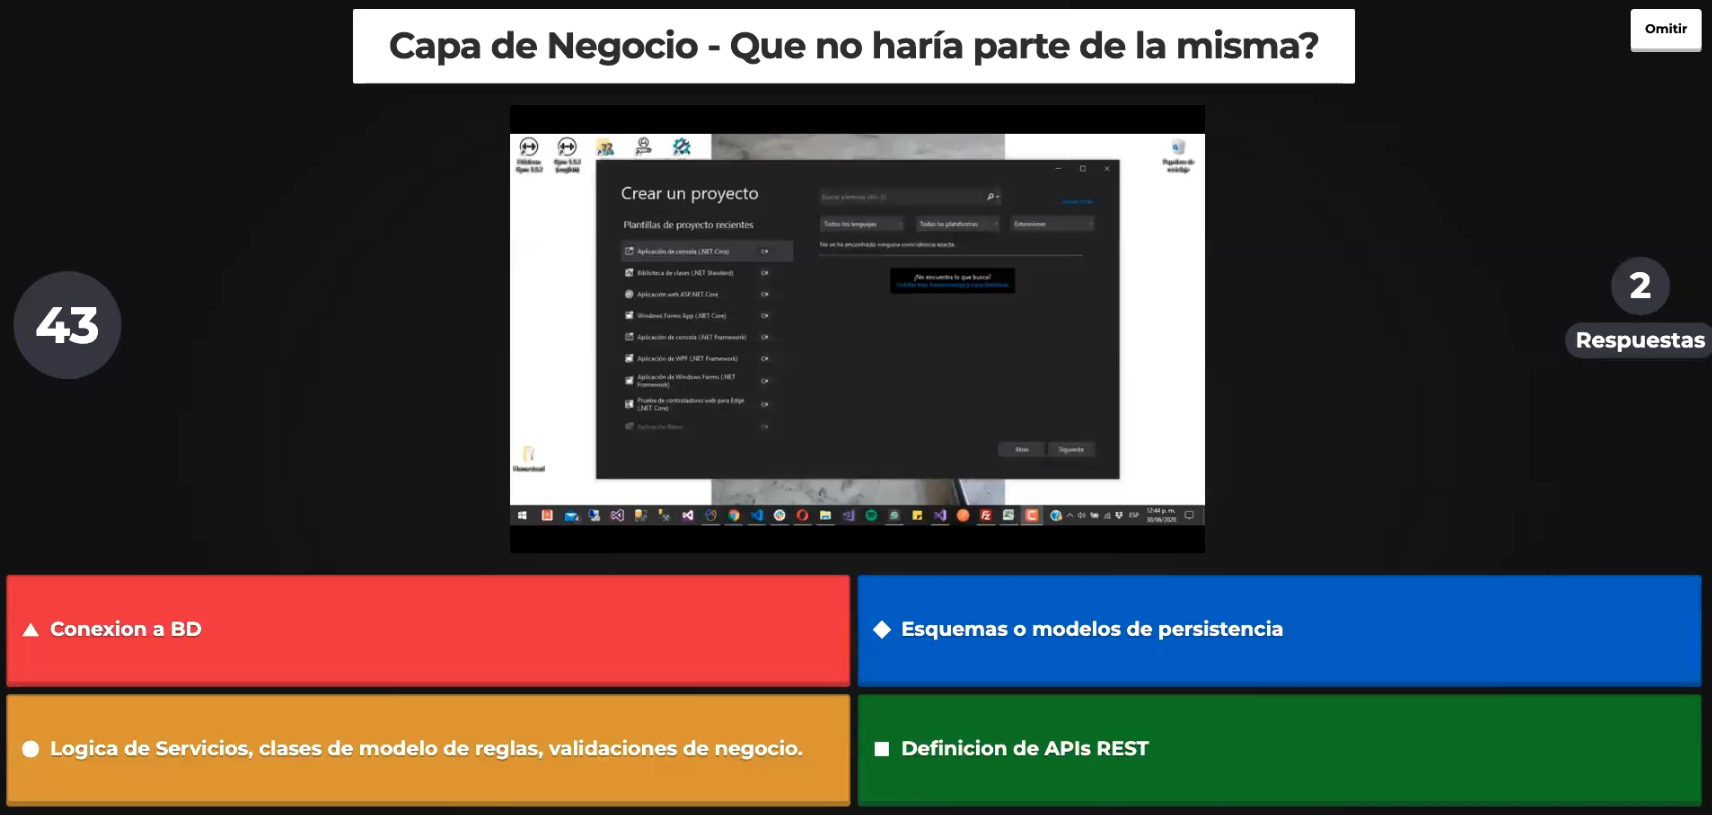 Capa de Negocio - Que no haría parte de la misma?
Omitir
Crear un proyecto
Plantillas de proyecto recientes
Todos los lenguajes
Todas las plataformas
Extensiones
Aplicación de consola (.NET Core) C#
No se ha encontrado ninguna coincidencia exacta.
Biblioteca de clases (.NET Standard) C#
¿No encuentra lo que busca?
Aplicación web ASP.NET Core C#
Windows Forms App (.NET Core) C#
Aplicación de consola (.NET Framework) C#
Aplicación de WPF (.NET Framework) C#
Aplicación de Windows Forms (.NET
Framework) C#
Prueba de controladores web para Edge
(.NET Core) C#
Atrás
Siguiente
ESP
12:44 p. m.
30/06/2020
43
2
Respuestas
Conexion a BD
Esquemas o modelos de persistencia
Logica de Servicios, clases de modelo de reglas, validaciones de negocio.
Definicion de APIs REST